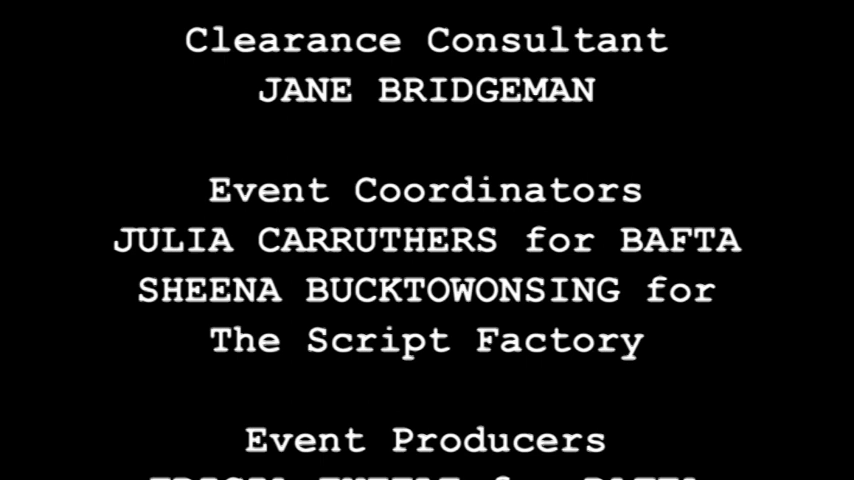 Clearance Consultant
JANE BRIDGEMAN
Event Coordinators
JULIA CARRUTHERS for BAFTA
SHEENA BUCKTOWONSING for
The Script Factory
Event Producers